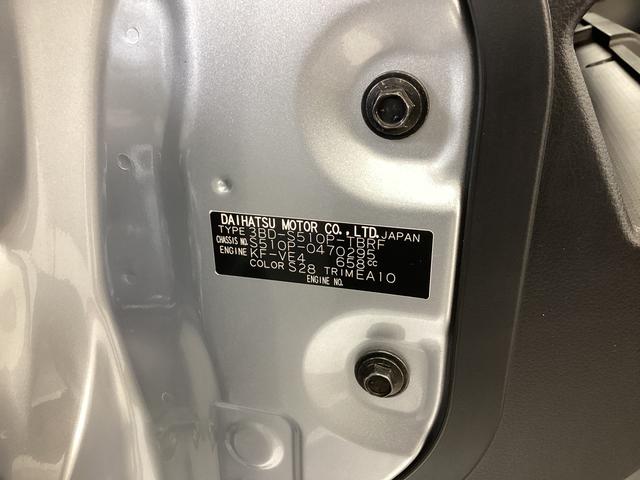 DAIHATSU MOTOR CO.,LTD. JAPAN
TYPE 3BD-S510P-TBRF
CHASSIS NO. S510P-0470295
ENGINE KF-VE4 658cc
COLOR S28 TRIM EA10
ENGINE NO.